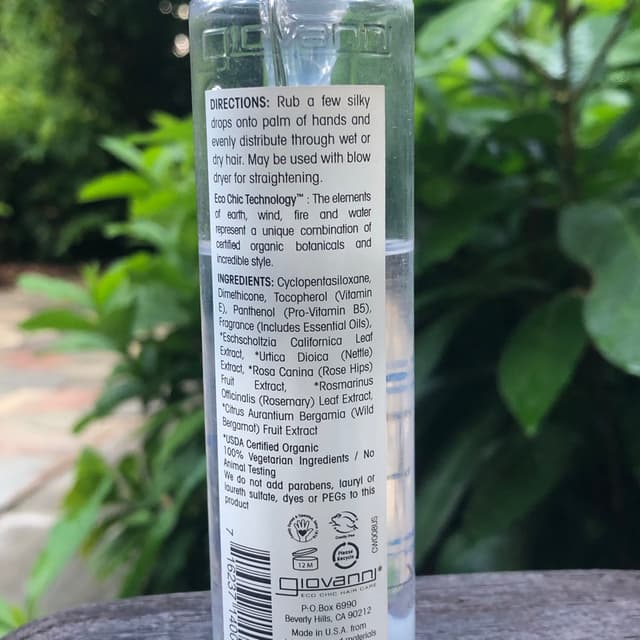 giovanni
DIRECTIONS: Rub a few silky
drops onto palm of hands and
evenly distribute through wet or
dry hair. May be used with blow
dryer for straightening.
Eco Chic Technology™ : The elements
of earth, wind, fire and water
represent a unique combination of
certified organic botanicals and
incredible style.
INGREDIENTS: Cyclopentasiloxane,
Dimethicone, Tocopherol (Vitamin
E), Panthenol (Pro-Vitamin B5),
Fragrance (Includes Essential Oils),
*Eschscholtzia Californica Leaf
Extract, *Urtica Dioica (Nettle)
Extract, *Rosa Canina (Rose Hips)
Fruit Extract, *Rosmarinus
Officinalis (Rosemary) Leaf Extract,
*Citrus Aurantium Bergamia (Wild
Bergamot) Fruit Extract
*USDA Certified Organic
100% Vegetarian Ingredients / No
Animal Testing
We do not add parabens, lauryl or
laureth sulfate, dyes or PEGs to this
product
Cruelty Free
12 M
Please
Recycle
giovanni®
ECO CHIC HAIR CARE
P.O.Box 6990
Beverly Hills, CA 90212
Made in U.S.A. from
7 16237